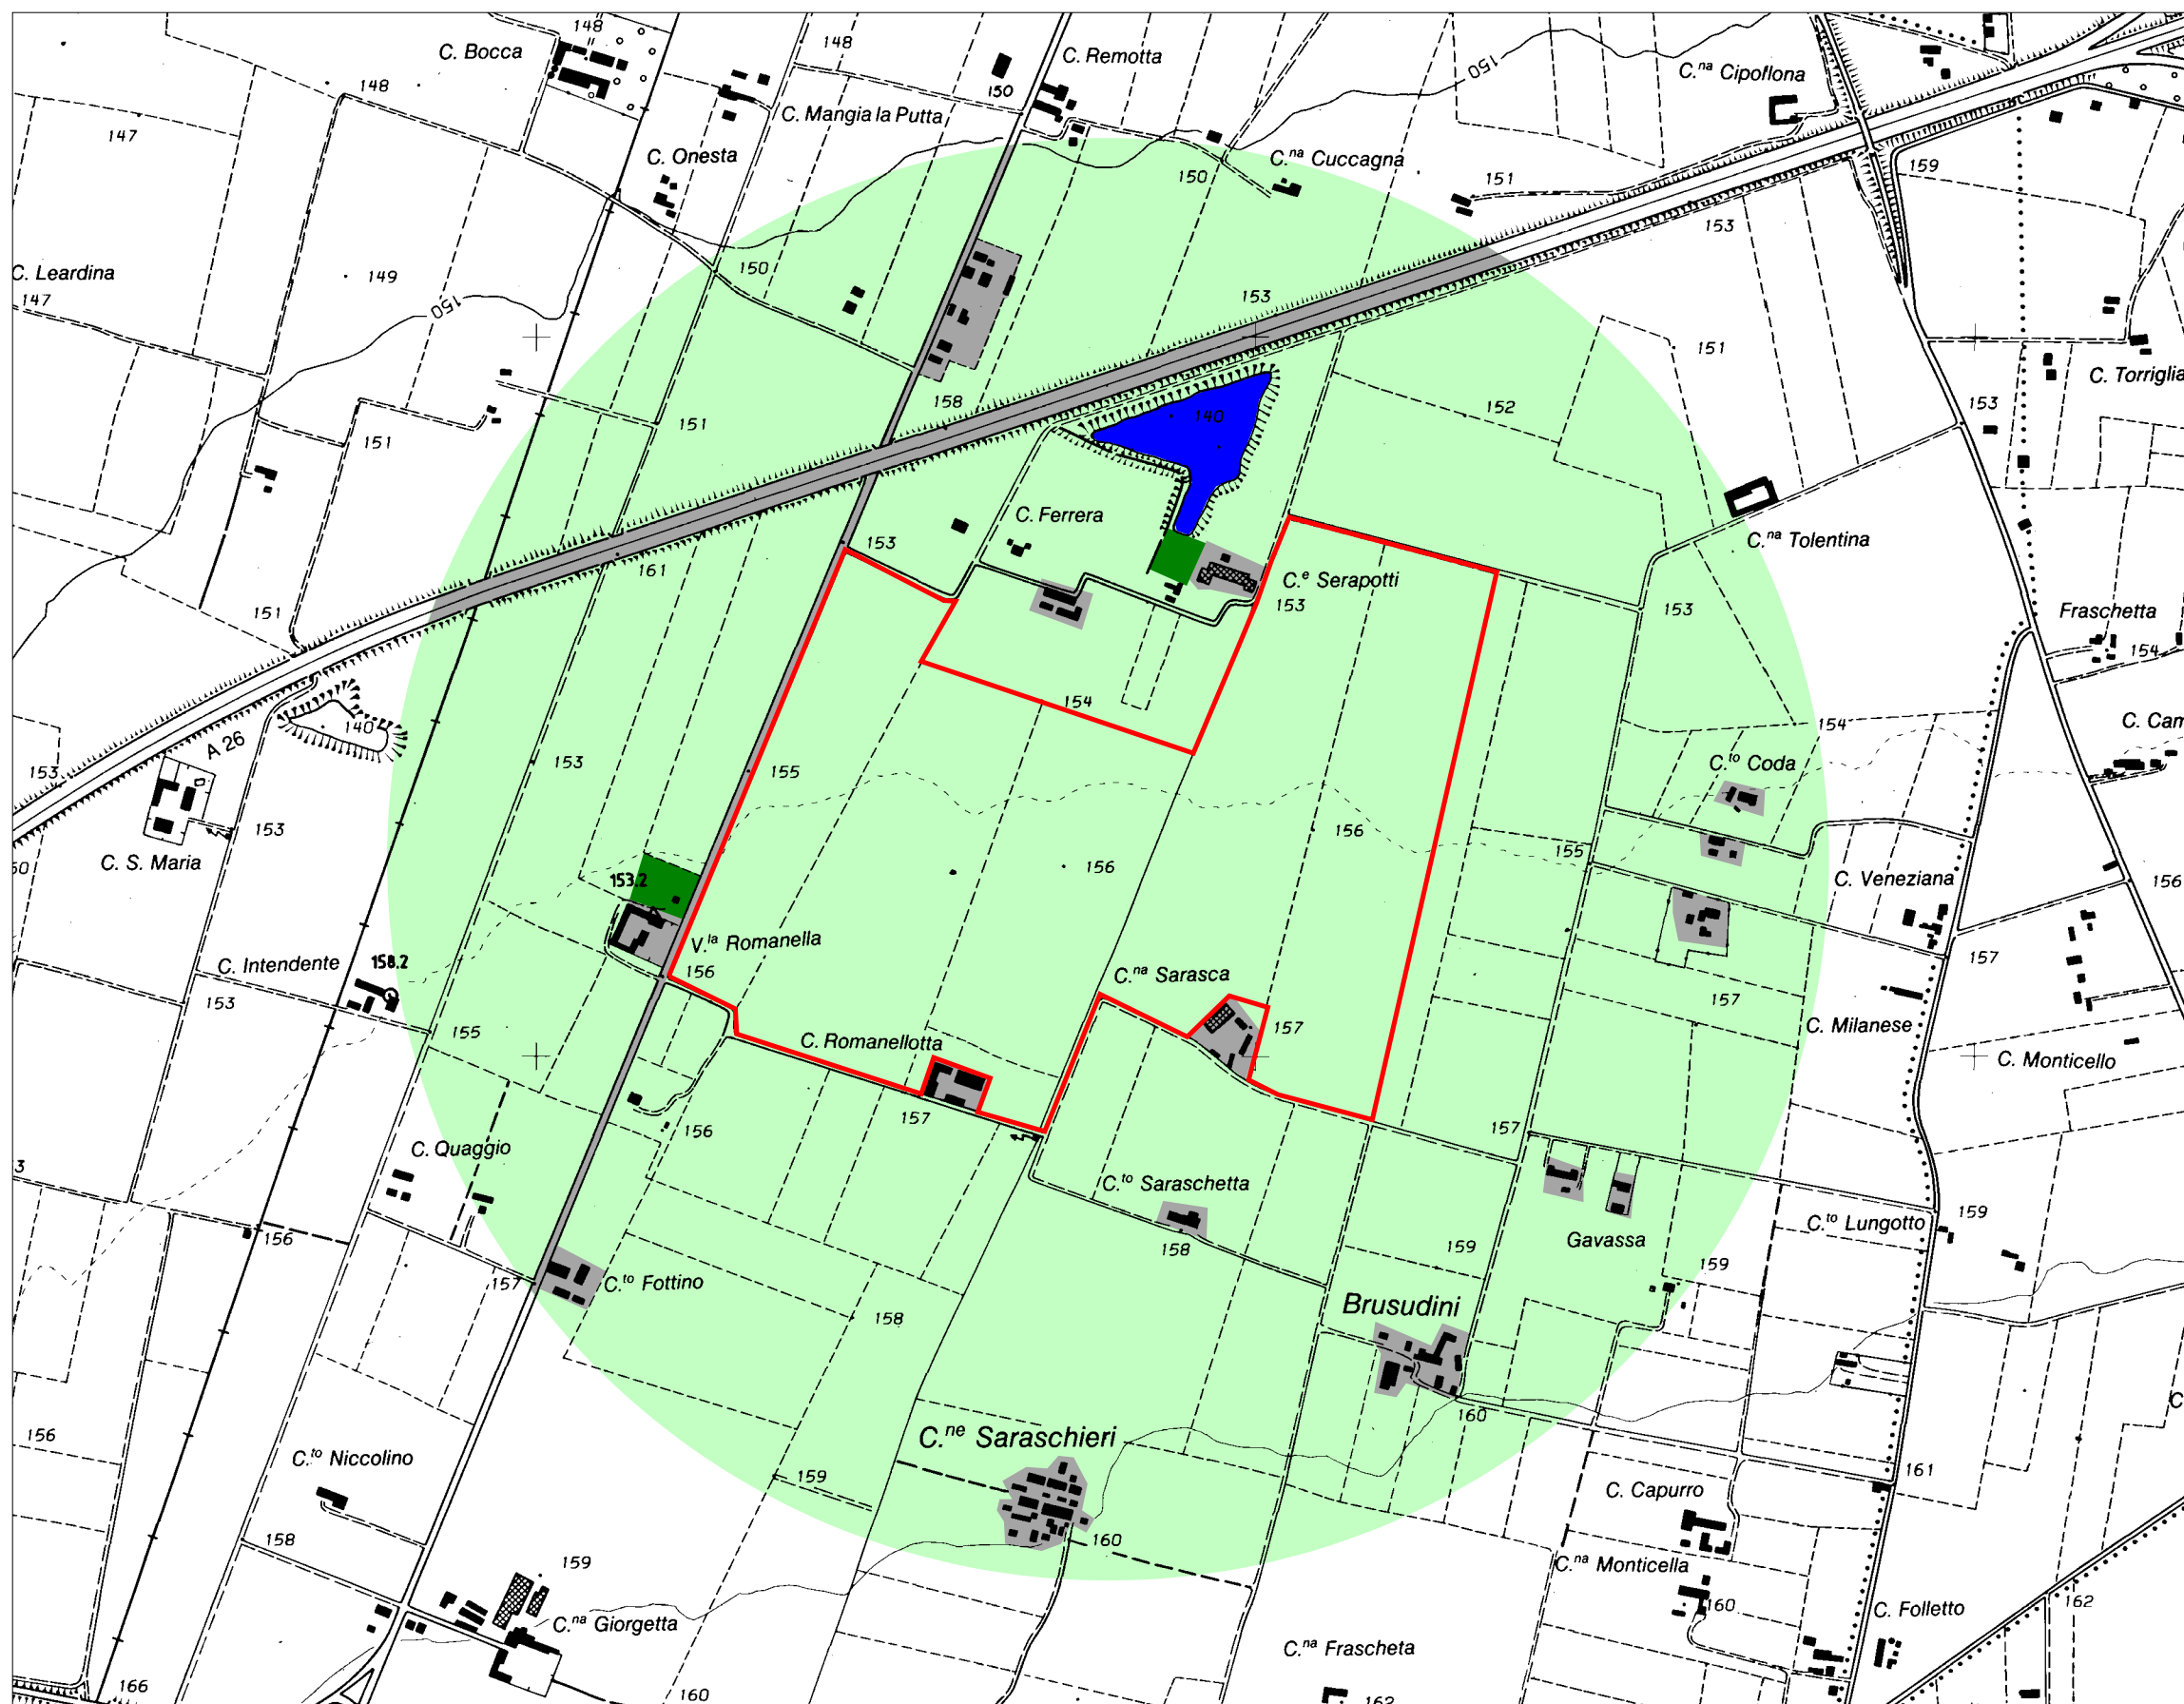 148
C. Bocca
148
C. Remotta
150
C.na Cipoflona
150
148
150
C. Mangia la Putta
147
C. Onesta
C.na Cuccagna
150
151
159
153
C. Leardina
147
149
150
150
153
151
C. Torriglia
158
140
152
153
151
151
C. Ferrera
153
C.na Tolentina
161
C.e Serapotti
153
151
153
Fraschetta
154
154
140
A 26
154
C. Cam
153
153
155
C.to Coda
153
156
155
C. S. Maria
156
153.2
C. Veneziana
156
V.la Romanella
C. Intendente
158.2
156
C.na Sarasca
157
153
157
155
C. Romanellotta
157
C. Milanese
C. Monticello
157
156
157
C. Quaggio
3
C.to Saraschetta
158
159
C.to Lungotto
159
156
Gavassa
159
157
C.to Fottino
158
Brusudini
160
156
C.ne Saraschieri
C.to Niccolino
159
161
C. Capurro
158
160
159
C.na Monticella
160
C.na Giorgetta
C. Folletto
162
C.na Frascheta
166
160
162